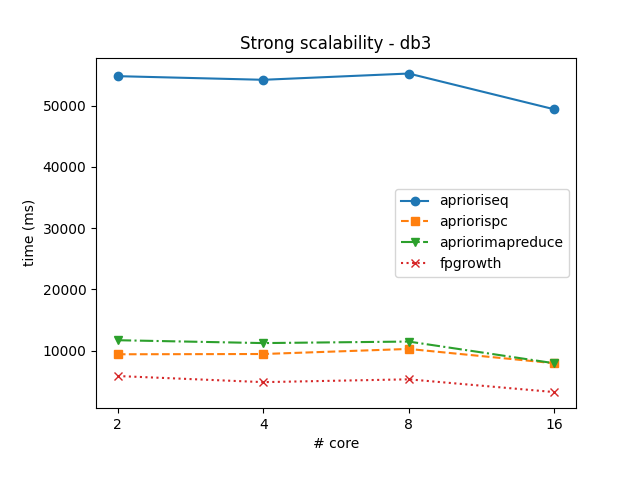 Strong scalability - db3
time (ms)
50000
40000
30000
20000
10000
aprioriseq
apriorispc
apriorimapreduce
fpgrowth
2
4
8
16
# core